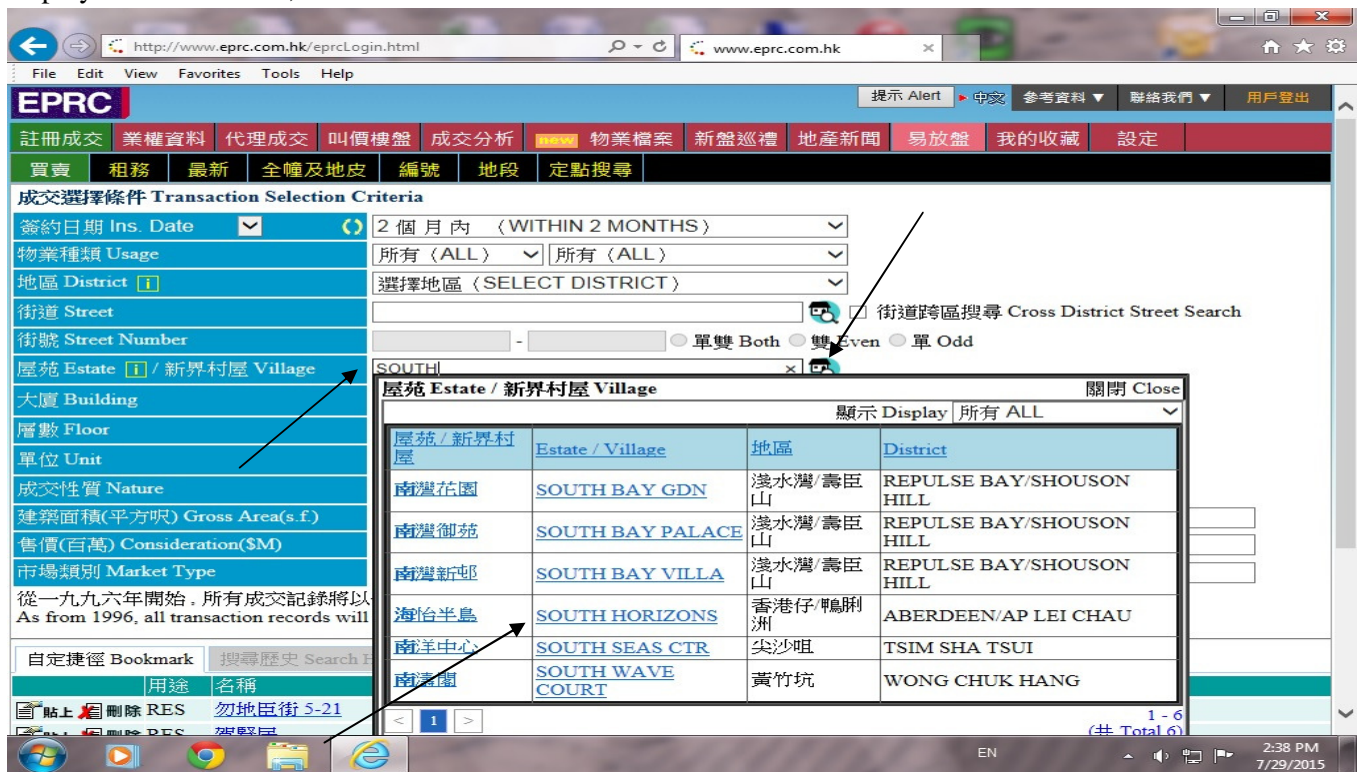 http://www.eprc.com.hk/eprcLogin.html
www.eprc.com.hk
File Edit View Favorites Tools Help
EPRC
提示 Alert 中文 參考資料 ▼ 聯絡我們 ▼ 用戶登出
註冊成交 業權資料 代理成交 叫價樓盤 成交分析 new 物業檔案 新盤巡禮 地產新聞 易放盤 我的收藏 設定
買賣 租務 最新 全幢及地皮 編號 地段 定點搜尋
成交選擇條件 Transaction Selection Criteria
簽約日期 Ins. Date 2 個 月 內 (WITHIN 2 MONTHS)
物業種類 Usage 所有 (ALL) 所有 (ALL)
地區 District i 選擇地區 (SELECT DISTRICT)
街道 Street 街道跨區搜尋 Cross District Street Search
街號 Street Number - 單雙 Both 雙 Even 單 Odd
屋苑 Estate i / 新界村屋 Village SOUTH
大廈 Building
層數 Floor
單位 Unit
成交性質 Nature
建築面積(平方呎) Gross Area(s.f.)
售價(百萬) Consideration($M)
市場類別 Market Type
從一九九六年開始，所有成交記錄將以
As from 1996, all transaction records will
屋苑 Estate / 新界村屋 Village 關閉 Close
顯示 Display 所有 ALL
屋苑 / 新界村屋 Estate / Village 地區 District
南灣花園 SOUTH BAY GDN 淺水灣/壽臣山 REPULSE BAY/SHOUSON HILL
南灣御苑 SOUTH BAY PALACE 淺水灣/壽臣山 REPULSE BAY/SHOUSON HILL
南灣新邨 SOUTH BAY VILLA 淺水灣/壽臣山 REPULSE BAY/SHOUSON HILL
海怡半島 SOUTH HORIZONS 香港仔/鴨脷洲 ABERDEEN/AP LEI CHAU
南洋中心 SOUTH SEAS CTR 尖沙咀 TSIM SHA TSUI
南濤閣 SOUTH WAVE COURT 黃竹坑 WONG CHUK HANG
< 1 >
1 - 6
(共 Total 6)
自定捷徑 Bookmark 搜尋歷史 Search
用途 名稱
貼上 刪除 RES 勿地臣街 5-21
貼上 刪除 RES
EN
2:38 PM
7/29/2015